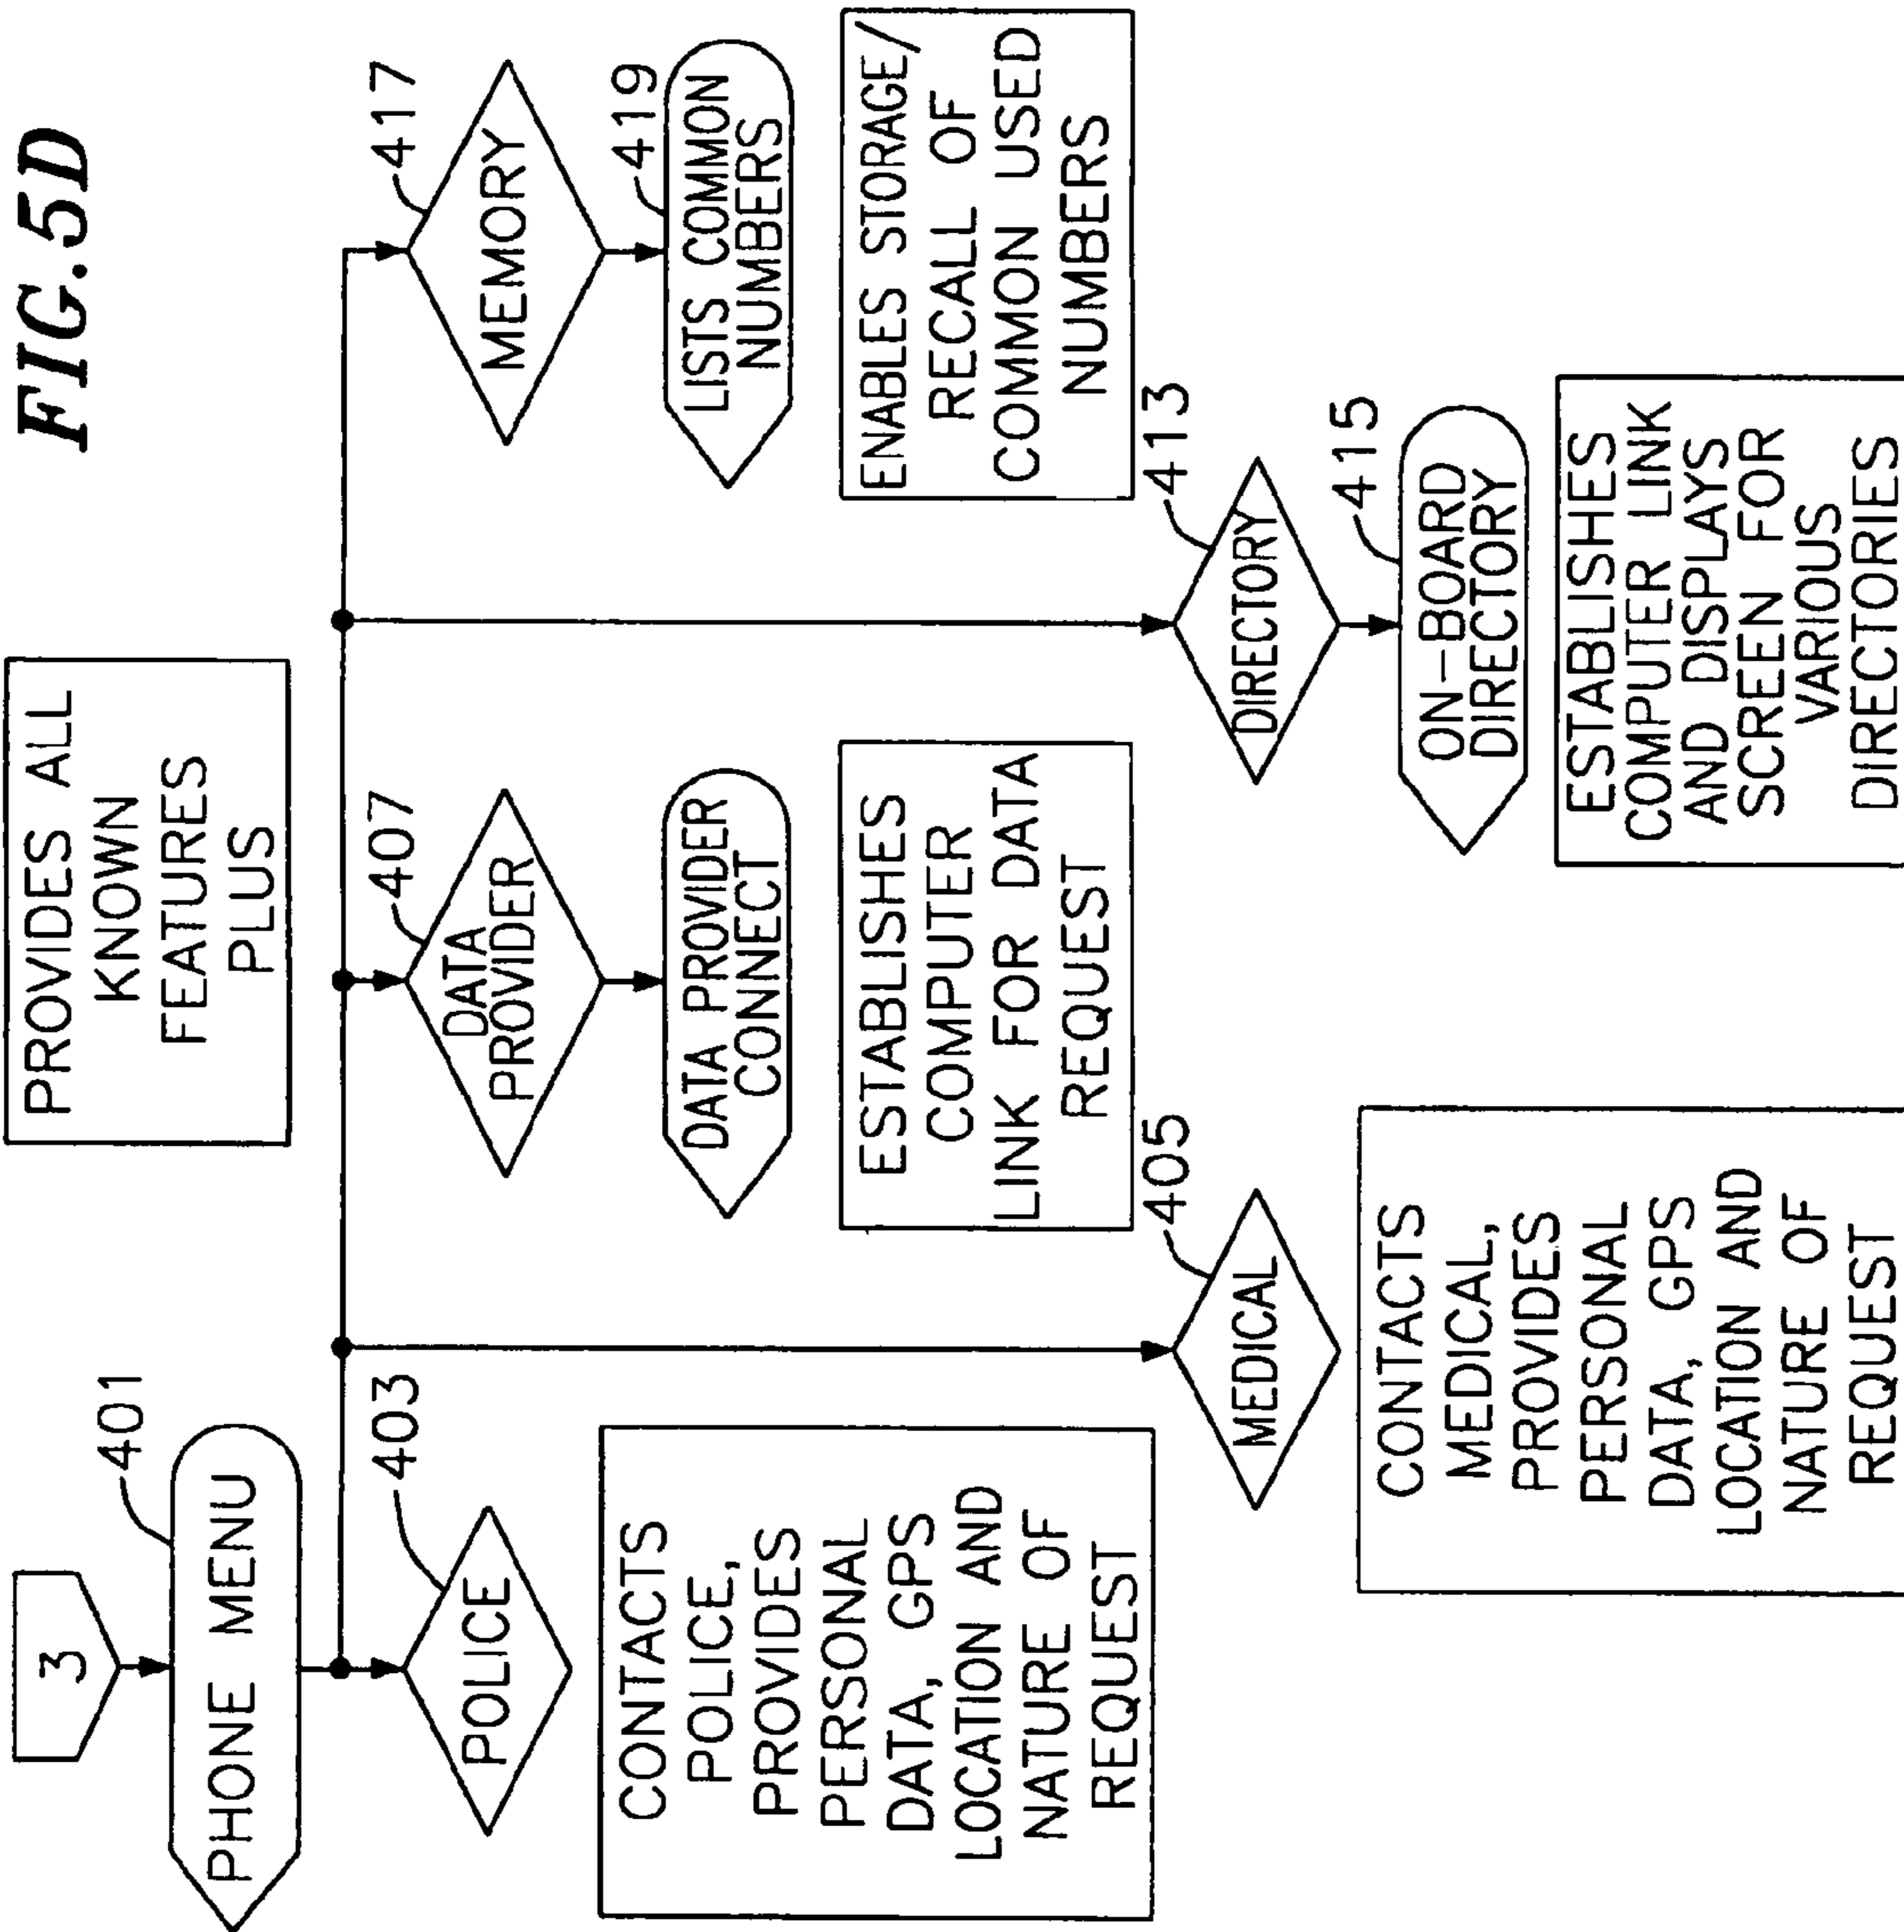 FIG.5D
3
401
PHONE MENU
PROVIDES ALL
KNOWN
FEATURES
PLUS
403
POLICE
CONTACTS
POLICE,
PROVIDES
PERSONAL
DATA, GPS
LOCATION AND
NATURE OF
REQUEST
405
MEDICAL
CONTACTS
MEDICAL,
PROVIDES
PERSONAL
DATA, GPS
LOCATION AND
NATURE OF
REQUEST
407
DATA
PROVIDER
DATA PROVIDER
CONNECT
ESTABLISHES
COMPUTER
LINK FOR DATA
REQUEST
413
DIRECTORY
415
ON-BOARD
DIRECTORY
ESTABLISHES
COMPUTER LINK
AND DISPLAYS
SCREEN FOR
VARIOUS
DIRECTORIES
417
MEMORY
419
LISTS COMMON
NUMBERS
ENABLES STORAGE/
RECALL OF
COMMON USED
NUMBERS